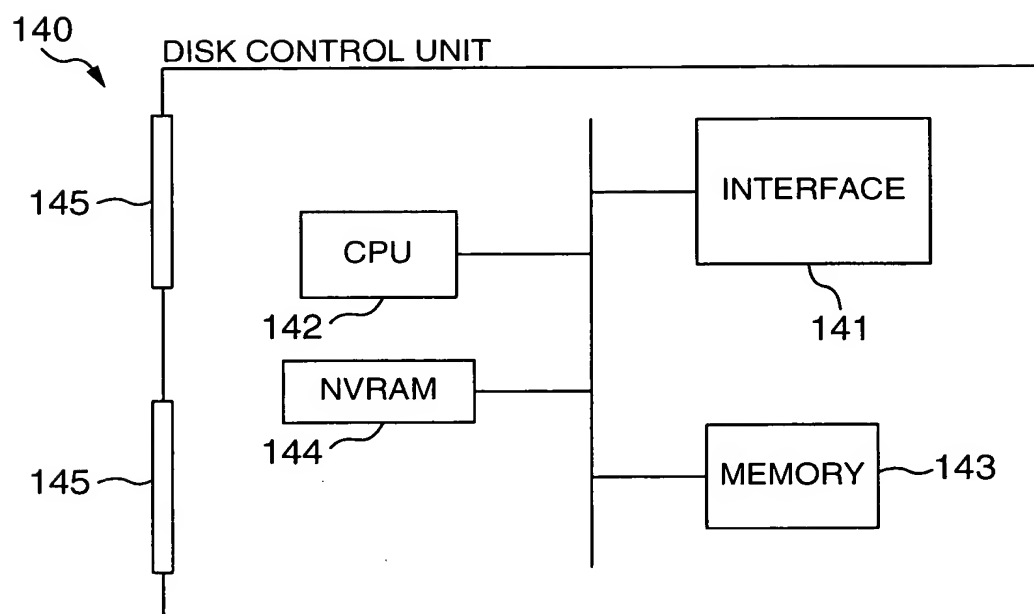 140
DISK CONTROL UNIT
145
INTERFACE
141
CPU
142
NVRAM
144
145
MEMORY
143